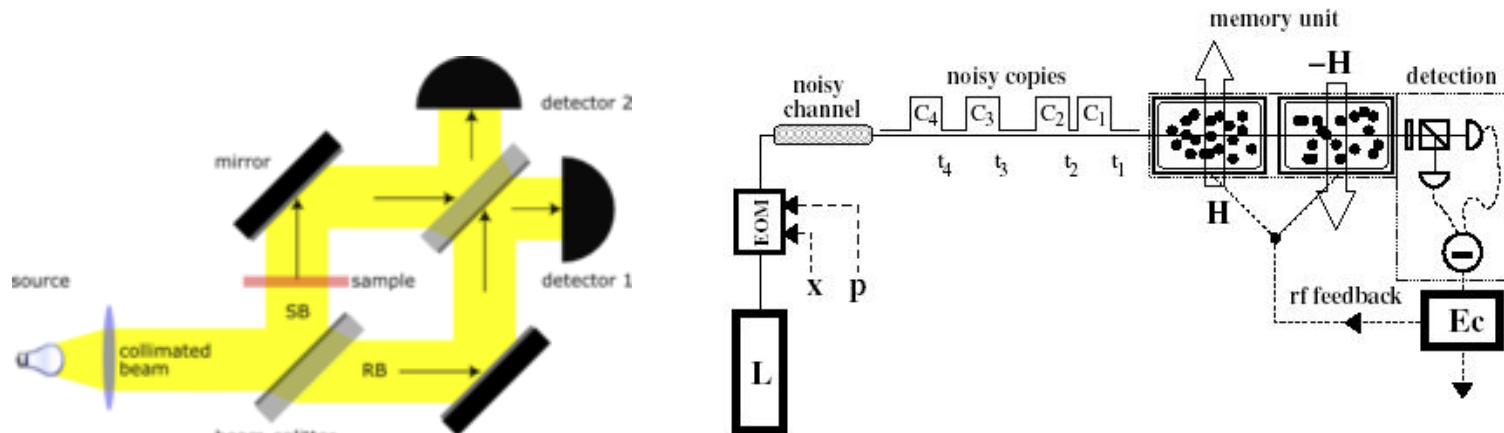 detector 2
mirror
detector 1
source
sample
SB
collimated
beam
RB
memory unit
–H
noisy copies
detection
noisy
channel
C4
C3
C2
C1
t4
t3
t2
t1
H
EOM
x
p
rf feedback
Ec
L